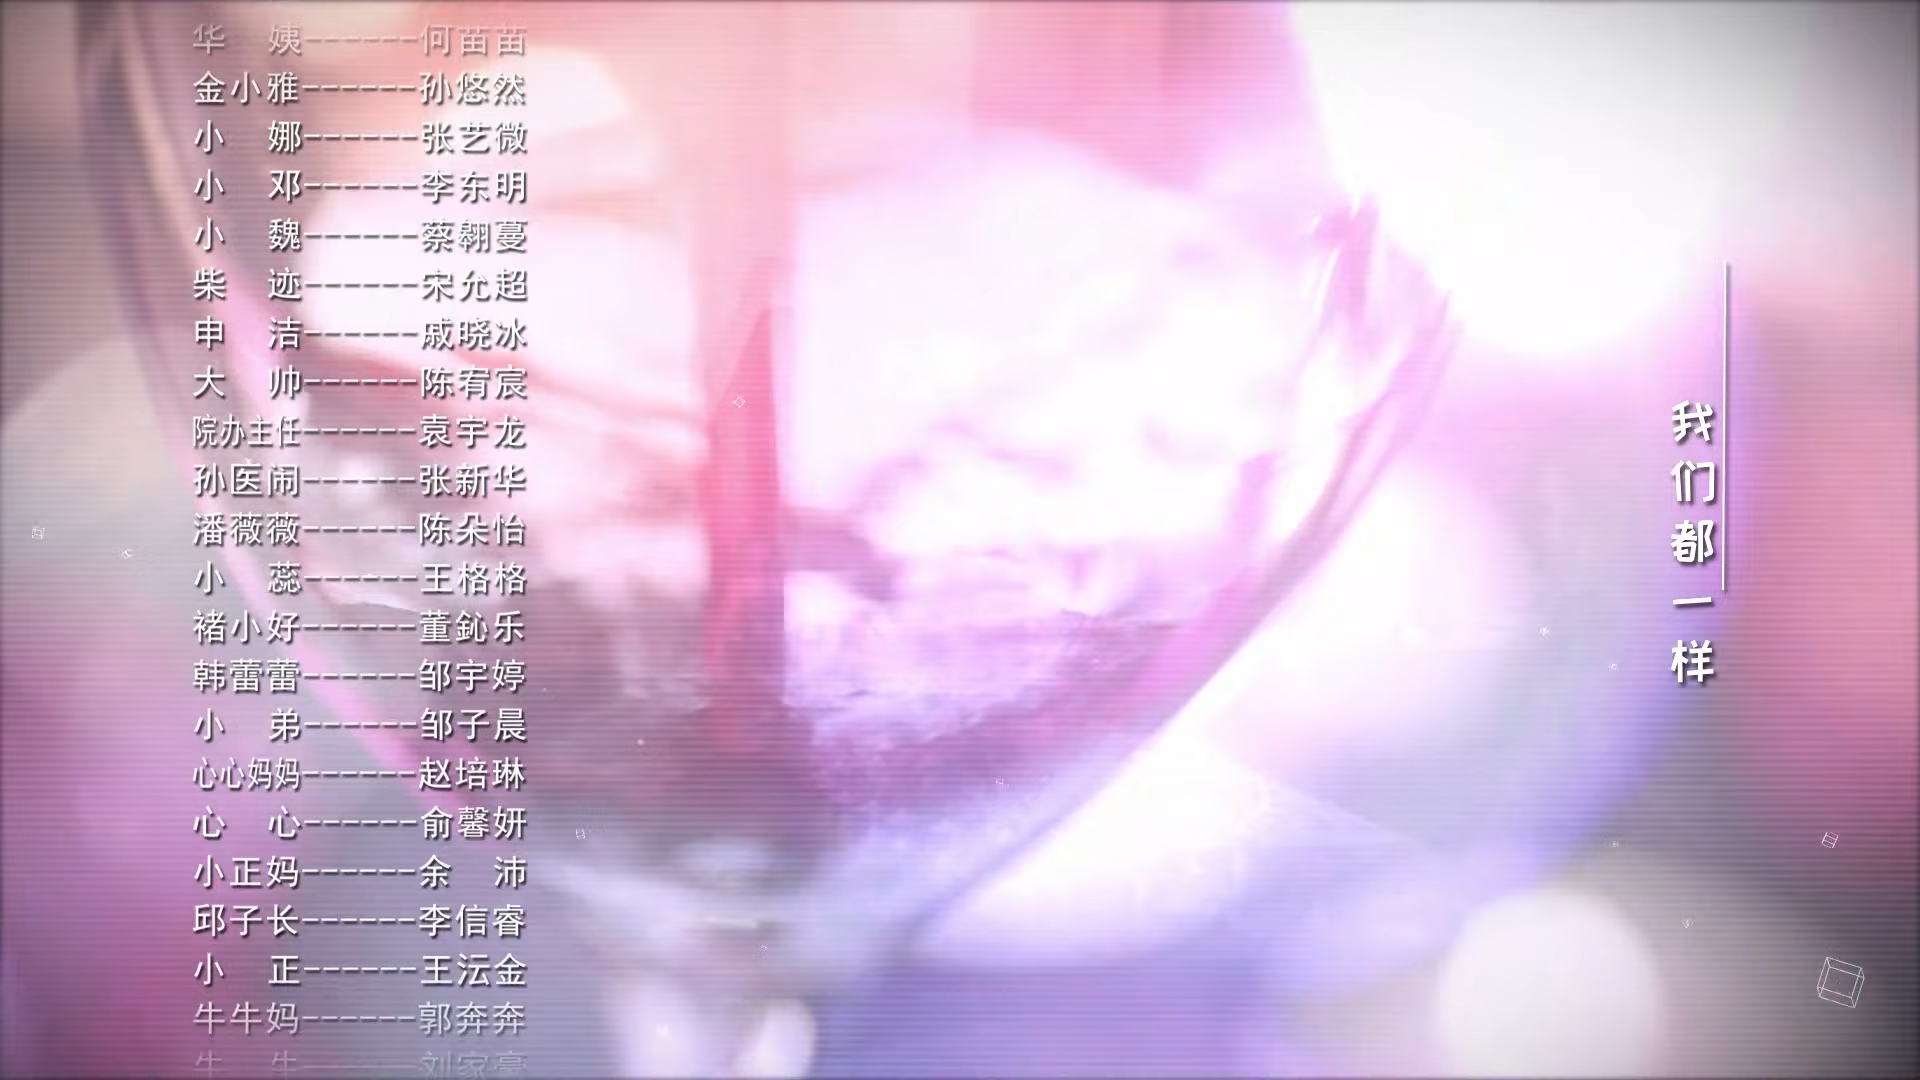 华　姨------何苗苗
金小雅------孙悠然
小　娜------张艺微
小　邓------李东明
小　魏------蔡翱蔓
柴　迹------宋允超
申　洁------戚晓冰
大　帅------陈宥宸
院办主任------袁宇龙
孙医闹------张新华
潘薇薇------陈朵怡
小　蕊------王格格
褚小好------董鈊乐
韩蕾蕾------邹宇婷
小　弟------邹子晨
心心妈妈------赵培琳
心　心------俞馨妍
小正妈------余　沛
邱子长------李信睿
小　正------王沄金
牛牛妈------郭奔奔
牛　牛------刘家豪
我们都一样